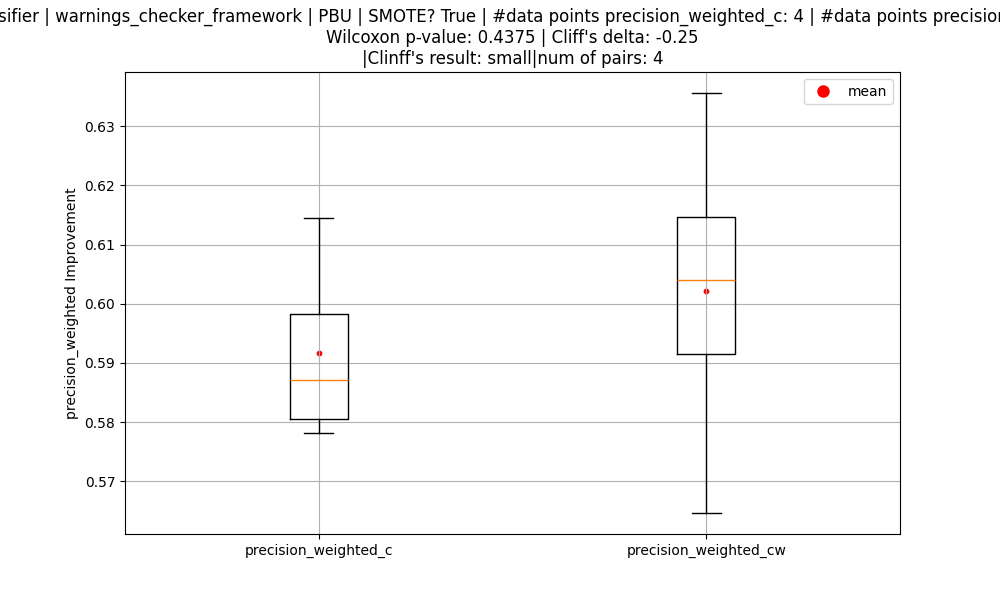 | warnings_checker_framework | PBU | SMOTE? True | #data points precision_weighted_c: 4 | #data points
Wilcoxon p-value: 0.4375 | Cliff's delta: -0.25
|Clinff's result: small|num of pairs: 4
mean
0.63
0.62
0.61
0.60
0.59
0.58
0.57
precision_weighted Improvement
precision_weighted_c
precision_weighted_cw